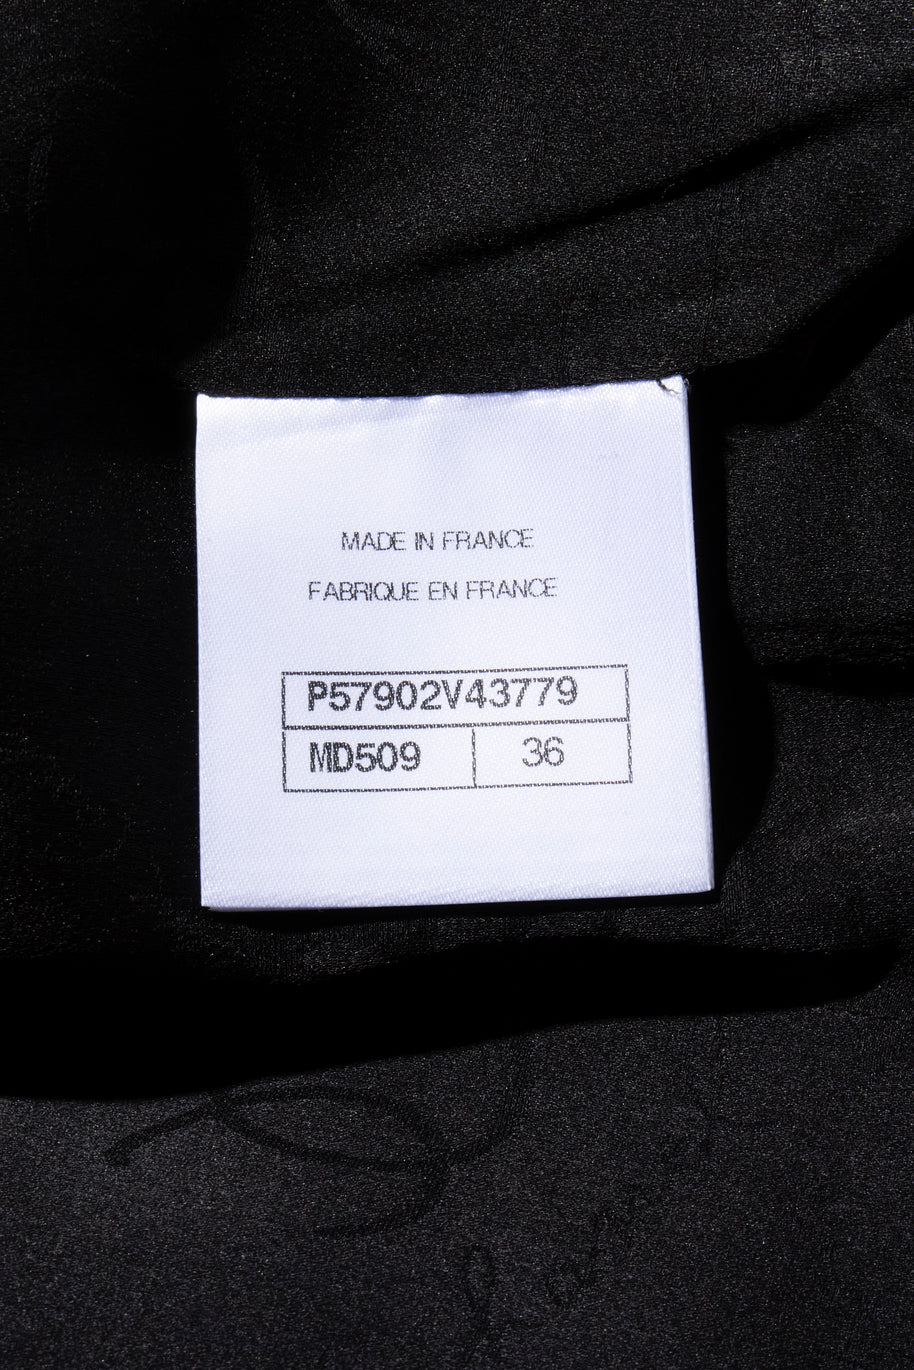 MADE IN FRANCE
FABRIQUE EN FRANCE
P57902V43779
MD509 36